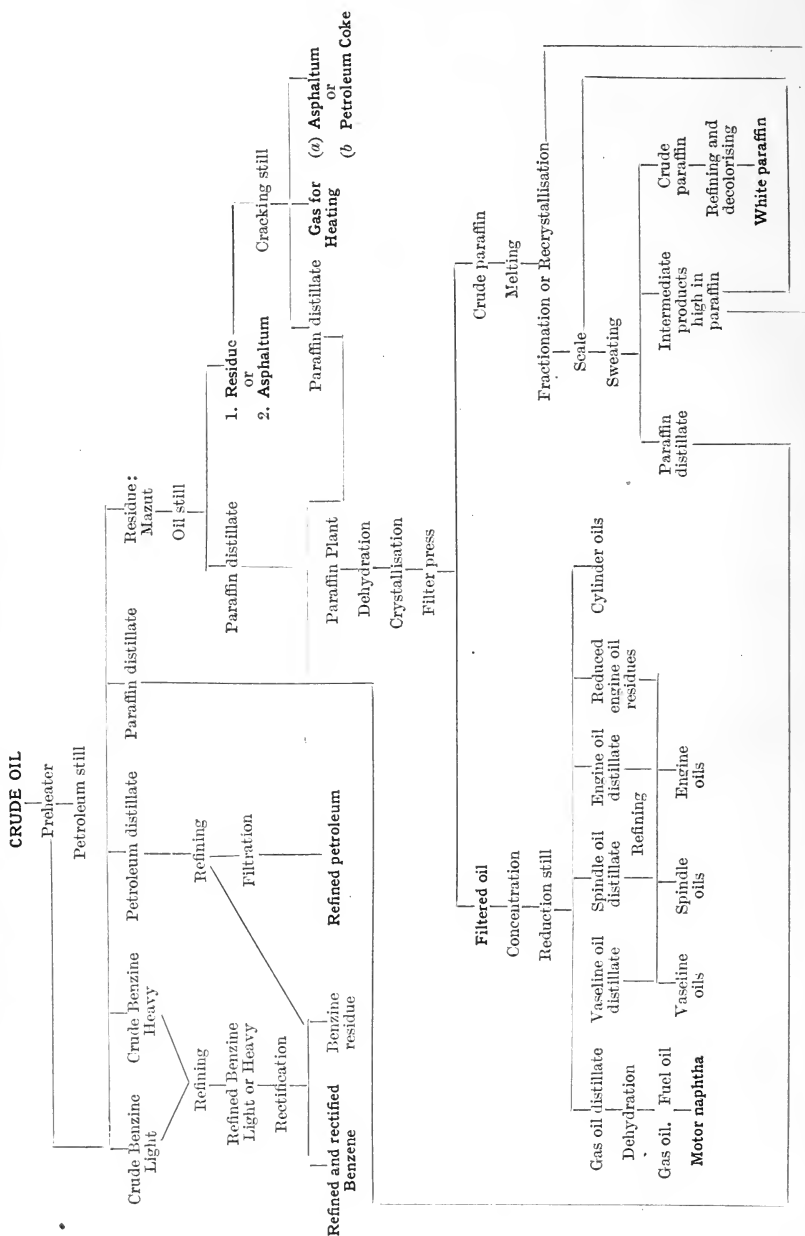 CRUDE OIL
Preheater
Petroleum still
Crude Benzine
Light
Crude Benzine
Heavy
Petroleum distillate
Paraffin distillate
Residue:
Mazut
Oil still
Refining
Refined Benzine
Light or Heavy
Rectification
Refined and rectified
Benzene
Benzine
residue
Refining
Filtration
Refined petroleum
Paraffin distillate
1. Residue
or
2. Asphaltum
Cracking still
Paraffin distillate
Gas for
Heating
(a) Asphaltum
or
(b Petroleum Coke
Paraffin Plant
Dehydration
Crystallisation
Filter press
Filtered oil
Concentration
Reduction still
Crude paraffin
Melting
Fractionation or Recrystallisation
Scale
Sweating
Gas oil distillate
Dehydration
Gas oil. Fuel oil
Motor naphtha
Vaseline oil
distillate
Spindle oil
distillate
Engine oil
distillate
Reduced
engine oil
residues
Cylinder oils
Refining
Vaseline
oils
Spindle
oils
Engine
oils
Paraffin
distillate
Intermediate
products
high in
paraffin
Crude
paraffin
Refining and
decolorising
White paraffin